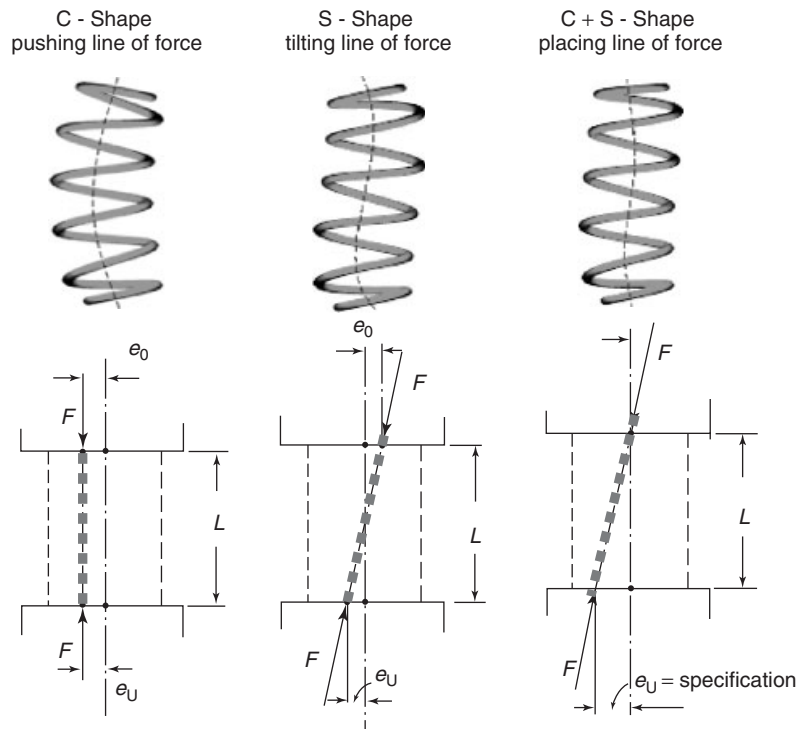 C - Shape
pushing line of force
S - Shape
tilting line of force
C + S - Shape
placing line of force
e0
F
L
F
eU
e0
F
L
F
eU
F
L
F
eU = specification